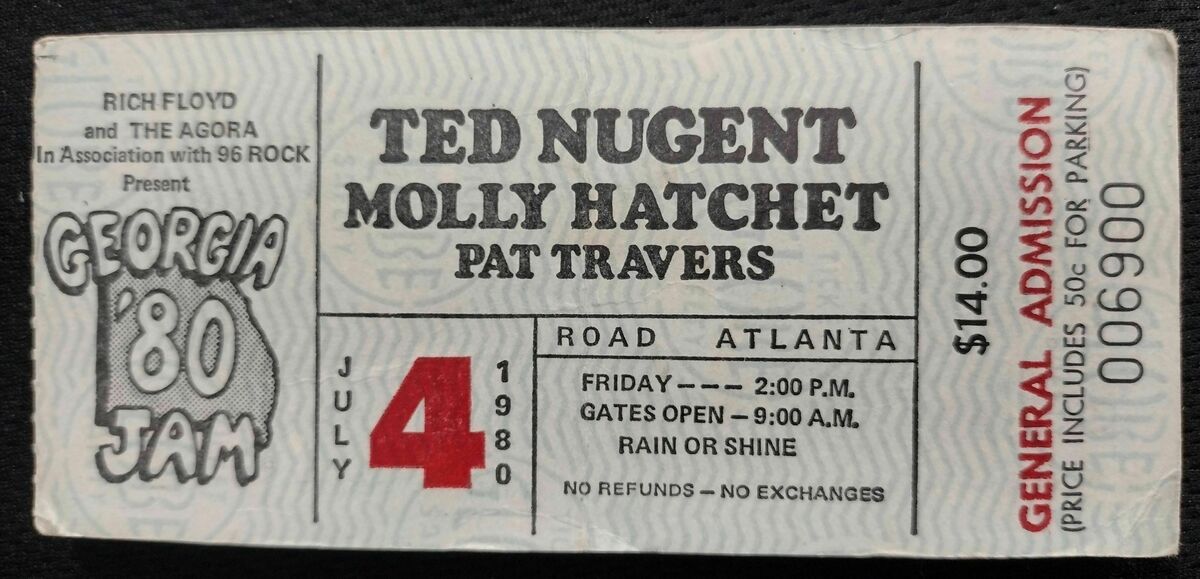 RICH FLOYD
and THE AGORA
In Association with 96 ROCK
Present
GEORGIA
'80
JAM
TED NUGENT
MOLLY HATCHET
PAT TRAVERS
JULY
4
1980
ROAD ATLANTA
FRIDAY--- 2:00 P.M.
GATES OPEN - 9:00 A.M.
RAIN OR SHINE
NO REFUNDS - NO EXCHANGES
$14.00
GENERAL ADMISSION
(PRICE INCLUDES 50c FOR PARKING)
006900